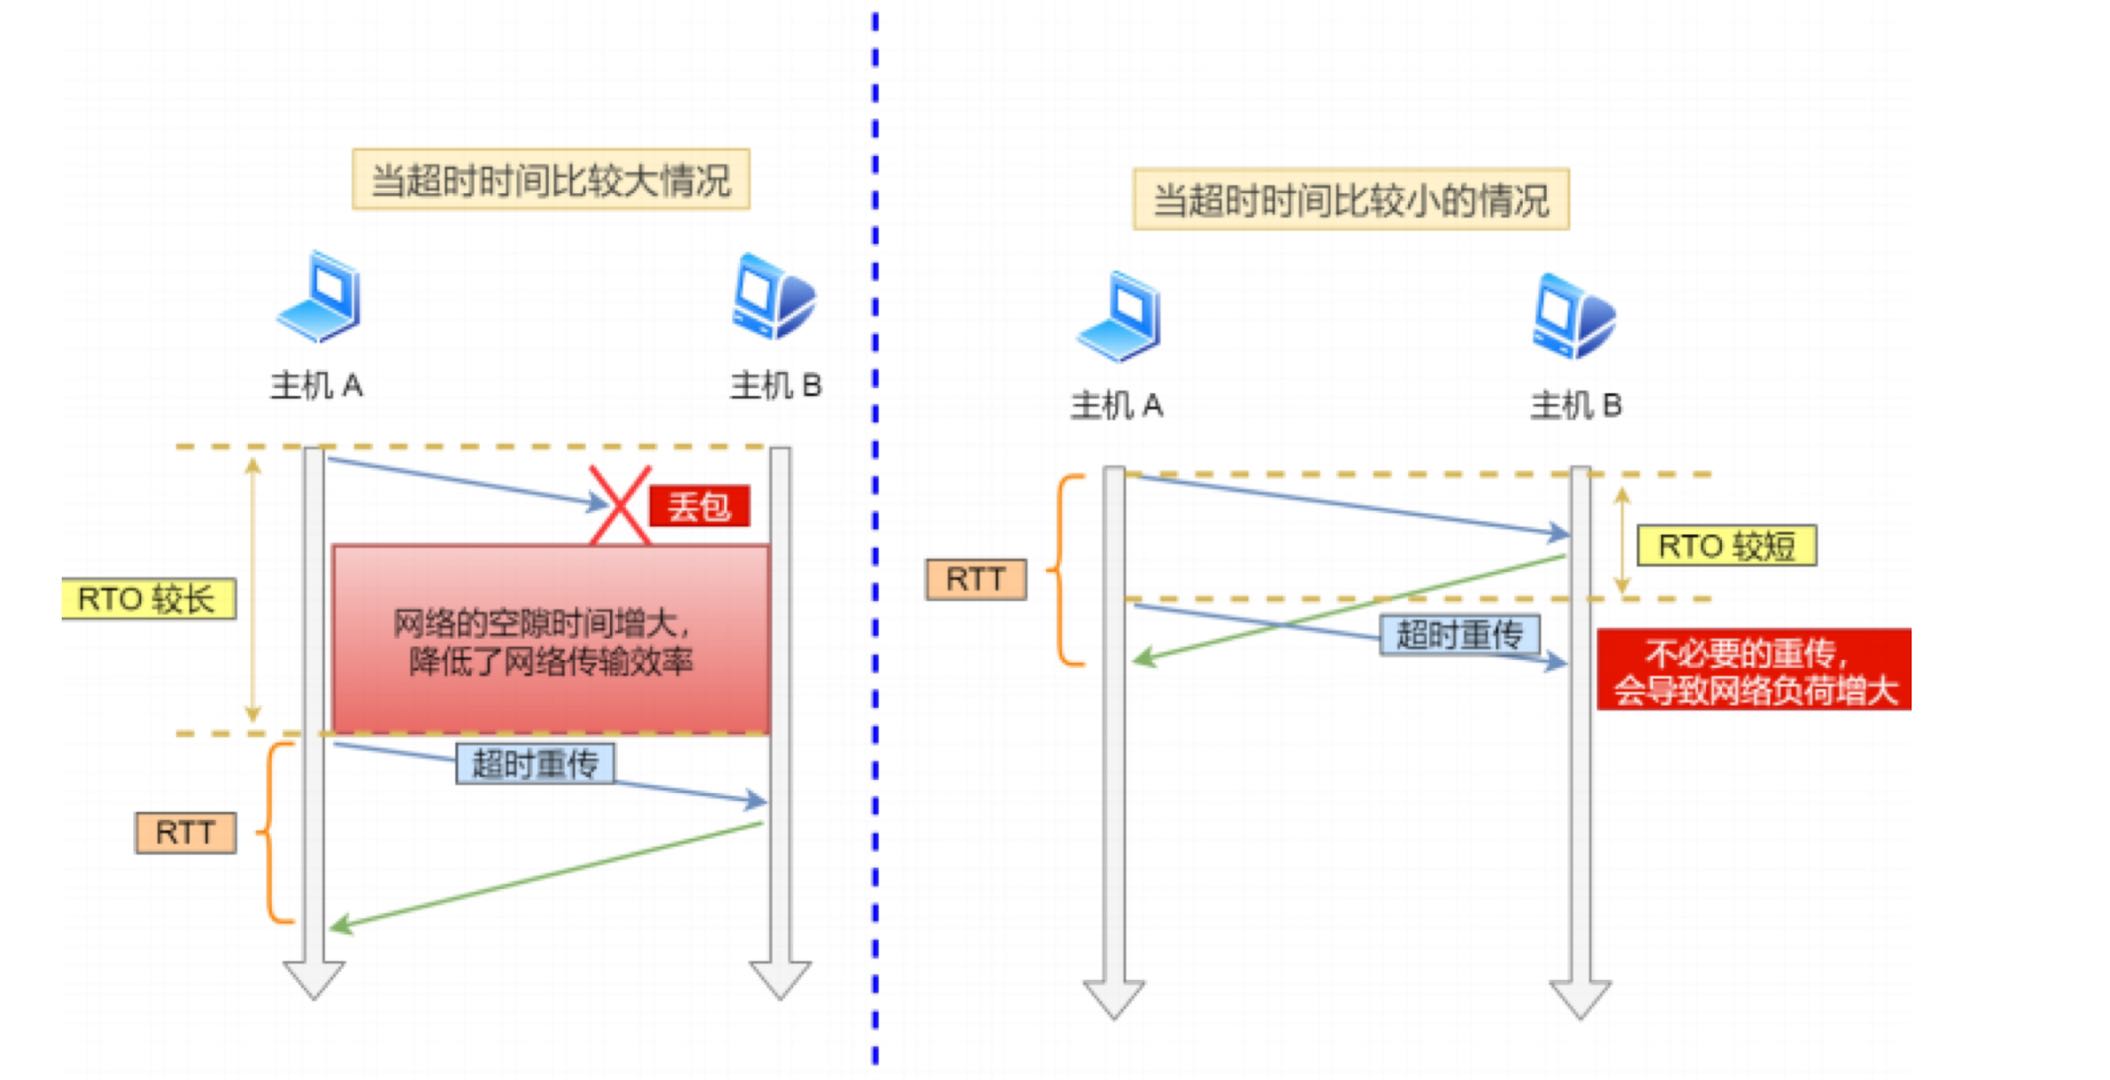 当超时时间比较大情况
主机 A
主机 B
丢包
RTO 较长
网络的空隙时间增大，
降低了网络传输效率
超时重传
RTT
当超时时间比较小的情况
主机 A
主机 B
RTT
RTO 较短
超时重传
不必要的重传，
会导致网络负荷增大